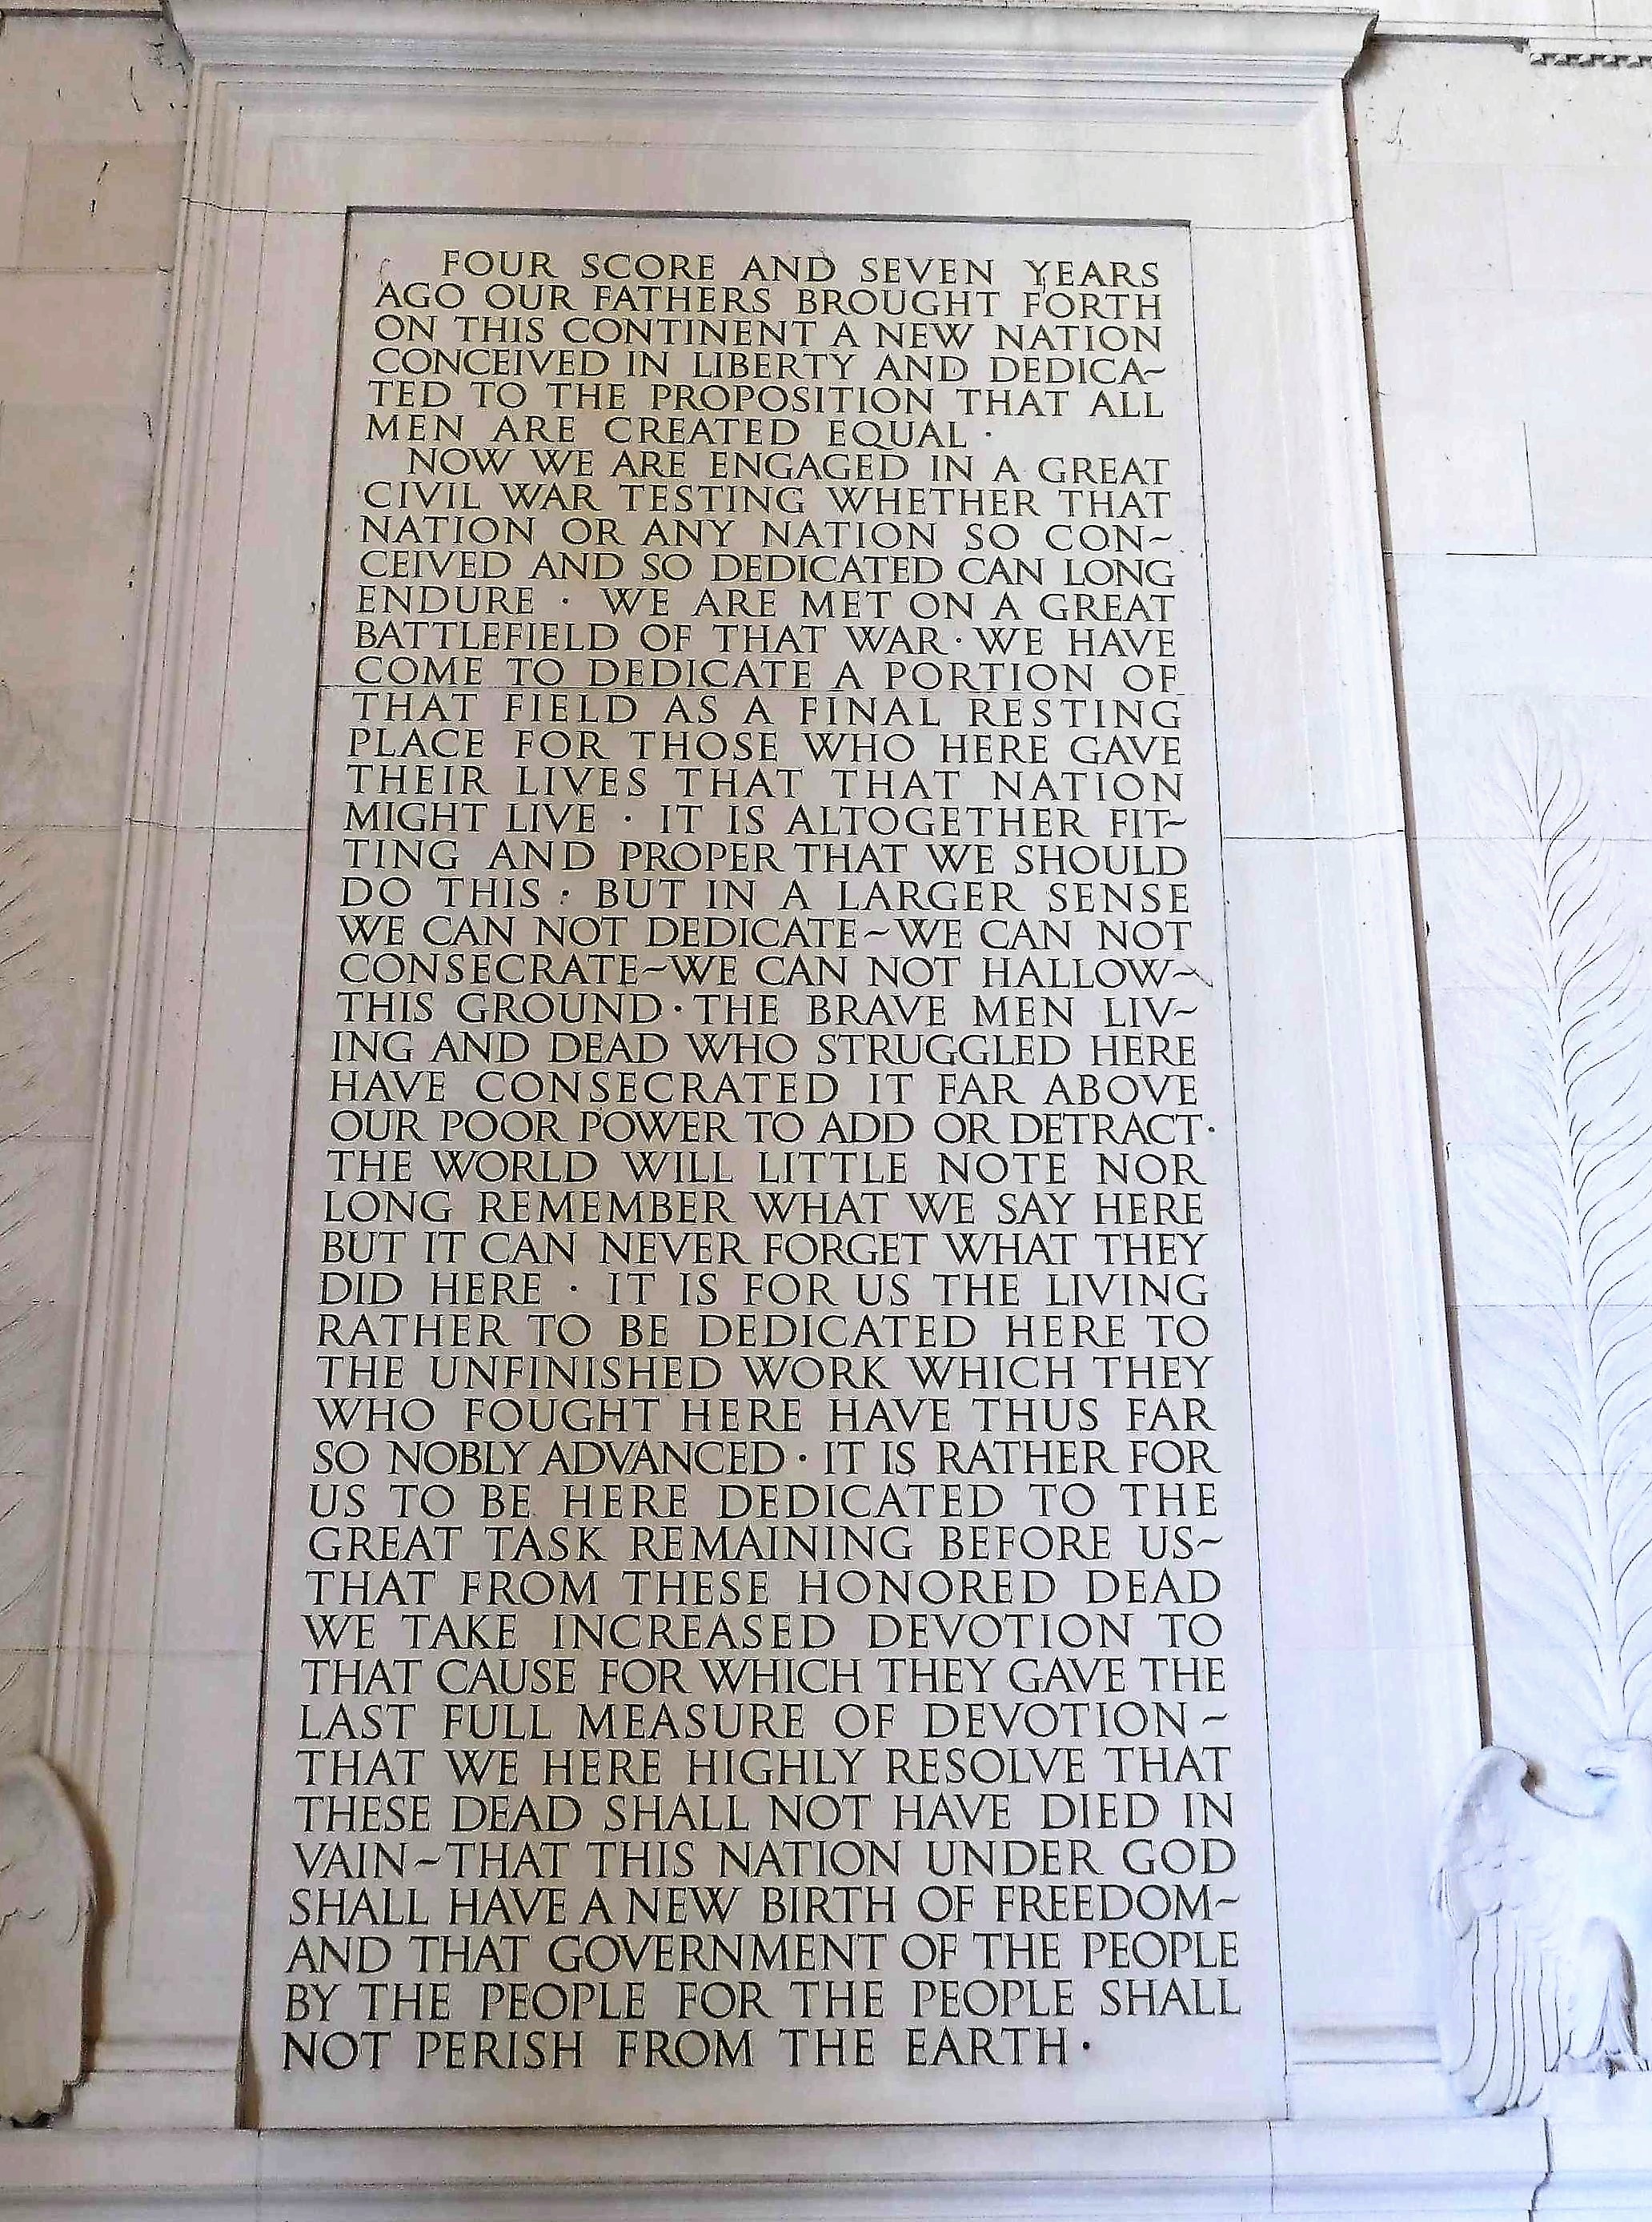 FOUR SCORE AND SEVEN YEARS
AGO OUR FATHERS BROUGHT FORTH
ON THIS CONTINENT A NEW NATION
CONCEIVED IN LIBERTY AND DEDICA~
TED TO THE PROPOSITION THAT ALL
MEN ARE CREATED EQUAL ·
NOW WE ARE ENGAGED IN A GREAT
CIVIL WAR TESTING WHETHER THAT
NATION OR ANY NATION SO CON~
CEIVED AND SO DEDICATED CAN LONG
ENDURE · WE ARE MET ON A GREAT
BATTLEFIELD OF THAT WAR · WE HAVE
COME TO DEDICATE A PORTION OF
THAT FIELD AS A FINAL RESTING
PLACE FOR THOSE WHO HERE GAVE
THEIR LIVES THAT THAT NATION
MIGHT LIVE · IT IS ALTOGETHER FIT~
TING AND PROPER THAT WE SHOULD
DO THIS · BUT IN A LARGER SENSE
WE CAN NOT DEDICATE~WE CAN NOT
CONSECRATE~WE CAN NOT HALLOW~
THIS GROUND · THE BRAVE MEN LIV~
ING AND DEAD WHO STRUGGLED HERE
HAVE CONSECRATED IT FAR ABOVE
OUR POOR POWER TO ADD OR DETRACT ·
THE WORLD WILL LITTLE NOTE NOR
LONG REMEMBER WHAT WE SAY HERE
BUT IT CAN NEVER FORGET WHAT THEY
DID HERE · IT IS FOR US THE LIVING
RATHER TO BE DEDICATED HERE TO
THE UNFINISHED WORK WHICH THEY
WHO FOUGHT HERE HAVE THUS FAR
SO NOBLY ADVANCED · IT IS RATHER FOR
US TO BE HERE DEDICATED TO THE
GREAT TASK REMAINING BEFORE US~
THAT FROM THESE HONORED DEAD
WE TAKE INCREASED DEVOTION TO
THAT CAUSE FOR WHICH THEY GAVE THE
LAST FULL MEASURE OF DEVOTION ~
THAT WE HERE HIGHLY RESOLVE THAT
THESE DEAD SHALL NOT HAVE DIED IN
VAIN~THAT THIS NATION UNDER GOD
SHALL HAVE A NEW BIRTH OF FREEDOM~
AND THAT GOVERNMENT OF THE PEOPLE
BY THE PEOPLE FOR THE PEOPLE SHALL
NOT PERISH FROM THE EARTH ·